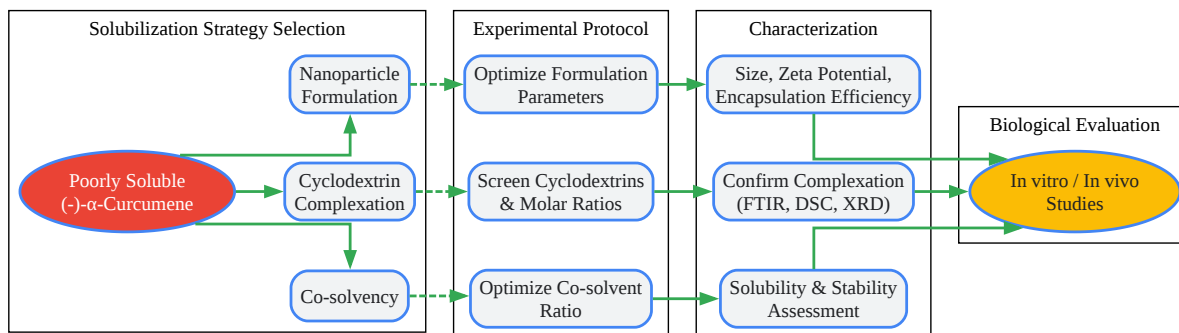 Solubilization Strategy Selection
Experimental Protocol
Characterization
Biological Evaluation
Poorly Soluble
(-)-α-Curcumene
Nanoparticle
Formulation
Optimize Formulation
Parameters
Size, Zeta Potential,
Encapsulation Efficiency
Cyclodextrin
Complexation
Screen Cyclodextrins
& Molar Ratios
Confirm Complexation
(FTIR, DSC, XRD)
Co-solvency
Optimize Co-solvent
Ratio
Solubility & Stability
Assessment
In vitro / In vivo
Studies